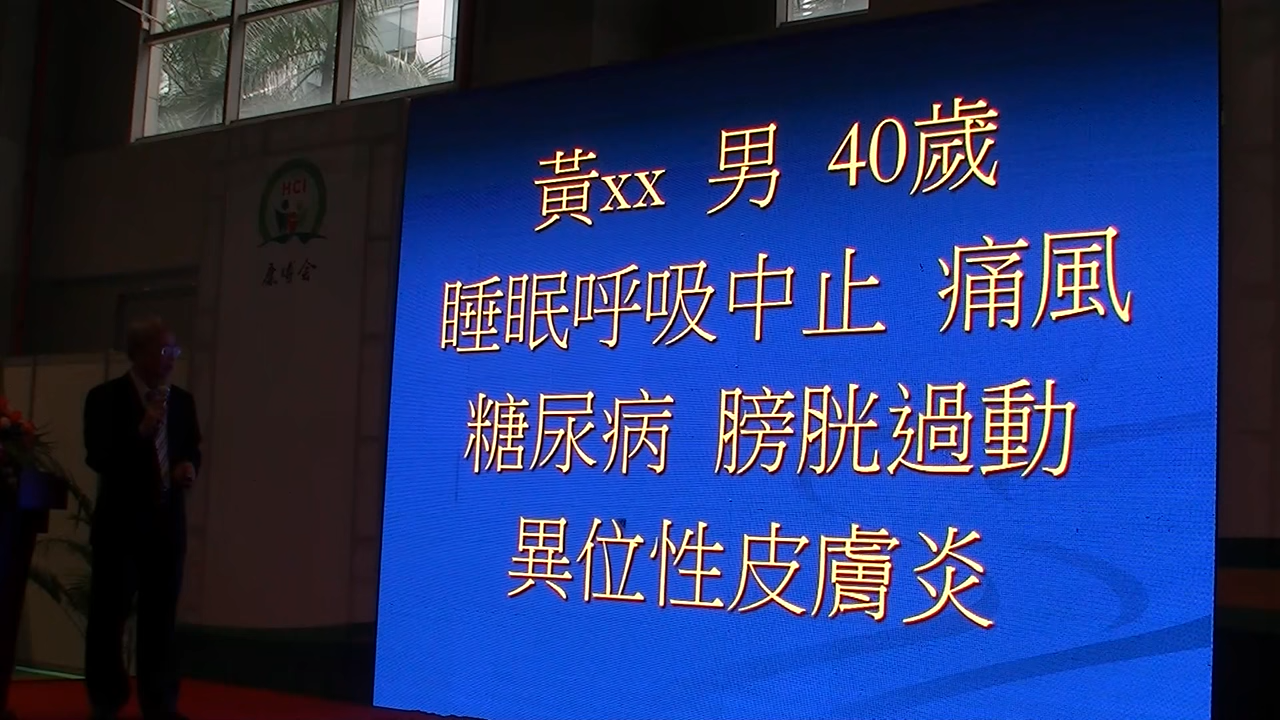 HCI
康博会
黃xx 男 40歲
睡眠呼吸中止 痛風
糖尿病 膀胱過動
異位性皮膚炎